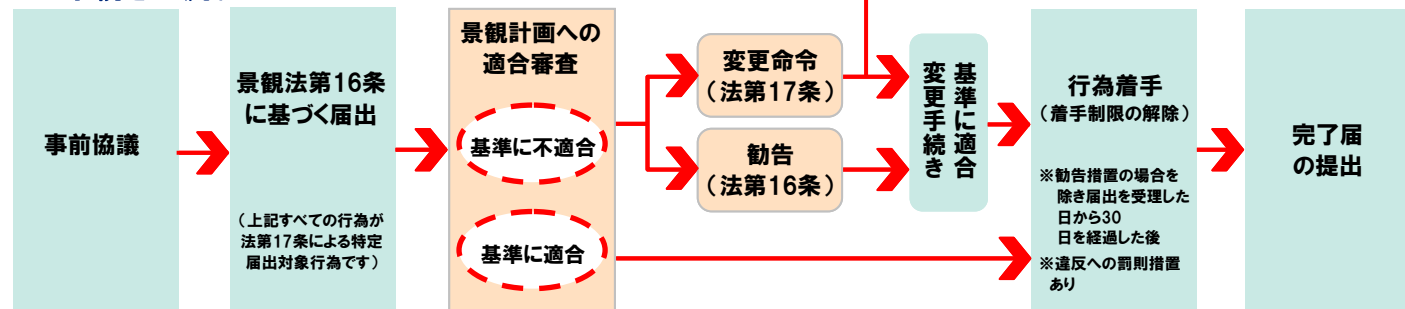 事前協議
景観法第16条
に基づく届出
（上記すべての行為が
法第17条による特定
届出対象行為です）
景観計画への
適合審査
基準に不適合
基準に適合
変更命令
（法第17条）
勧告
（法第16条）
基準に適合
変更手続き
行為着手
（着手制限の解除）
※勧告措置の場合を
除き届出を受理した
日から30
日を経過した後
※違反への罰則措置
あり
完了届
の提出